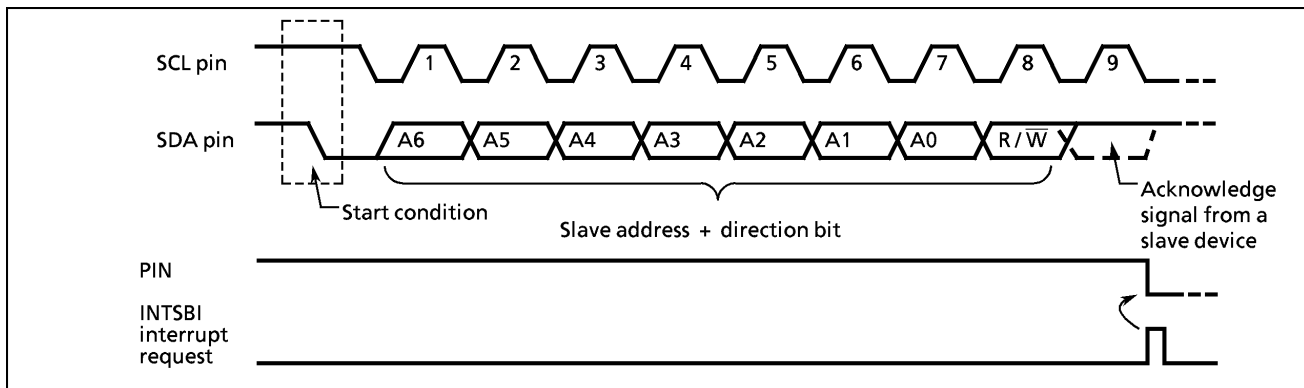 SCL pin
1 2 3 4 5 6 7 8 9
SDA pin
A6 A5 A4 A3 A2 A1 A0 R / W̅
Start condition
Slave address + direction bit
Acknowledge
signal from a
slave device
PIN
INTSBI
interrupt
request